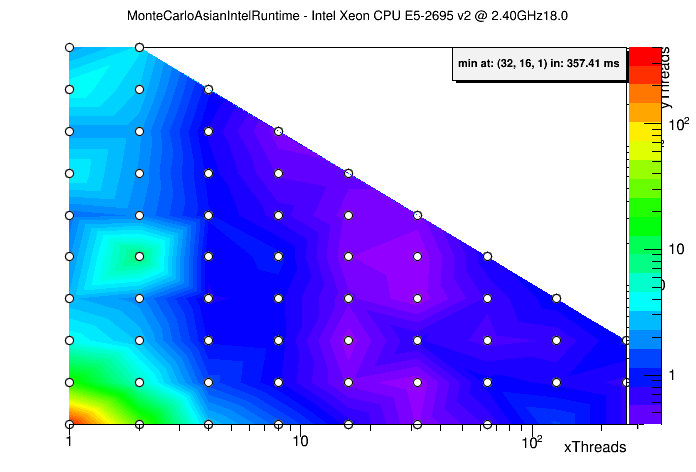 MonteCarloAsianIntelRuntime - Intel Xeon CPU E5-2695 v2 @ 2.40GHz18.0
min at: (32, 16, 1) in: 357.41 ms
yThreads
10²
10
1
1
10
10²
xThreads